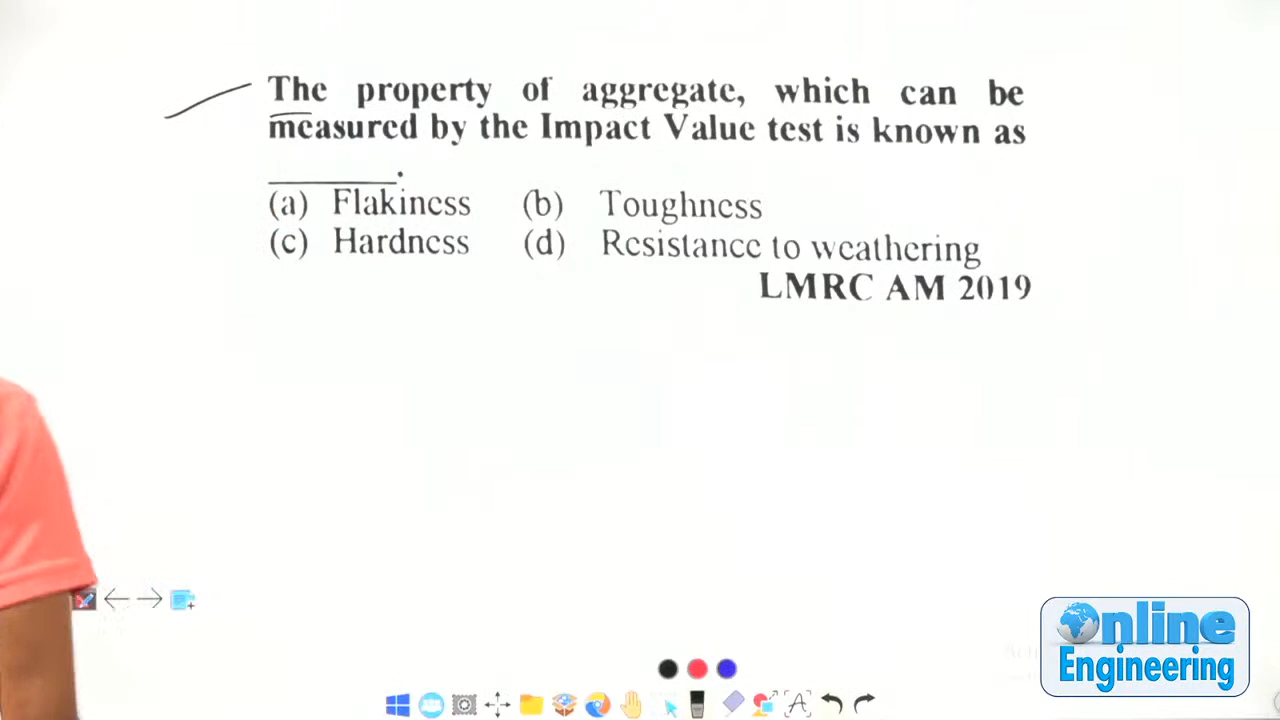 The property of aggregate, which can be
measured by the Impact Value test is known as
________.
(a) Flakiness (b) Toughness
(c) Hardness (d) Resistance to weathering
LMRC AM 2019
Online
Engineering